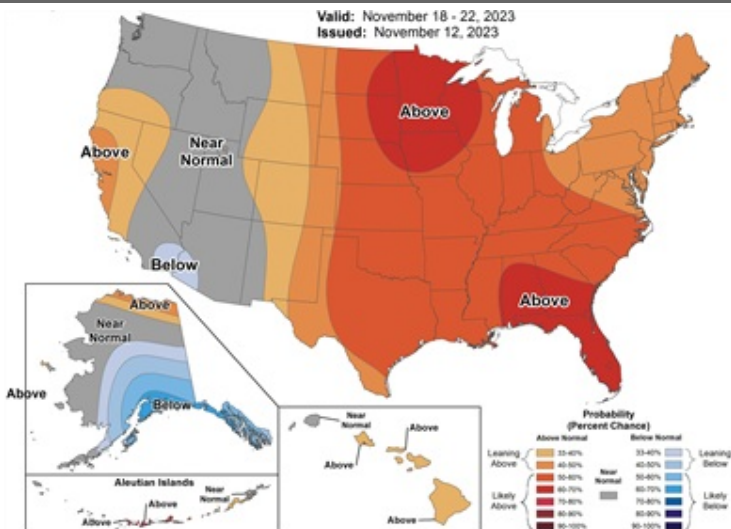 Valid: November 18 - 22, 2023
Issued: November 12, 2023
Above
Above
Near
Normal
Below
Above
Above
Near
Normal
Above
Below
Aleutian Islands
Near
Normal
Above
Above
Near
Normal
Above
Above
Above
Probability
(Percent Chance)
Above Normal
Below Normal
Leaning
Above
33-40%
40-50%
Likely
Above
50-60%
60-70%
70-80%
80-90%
90-100%
Near
Normal
33-40%
40-50%
Leaning
Below
50-60%
60-70%
70-80%
80-90%
90-100%
Likely
Below